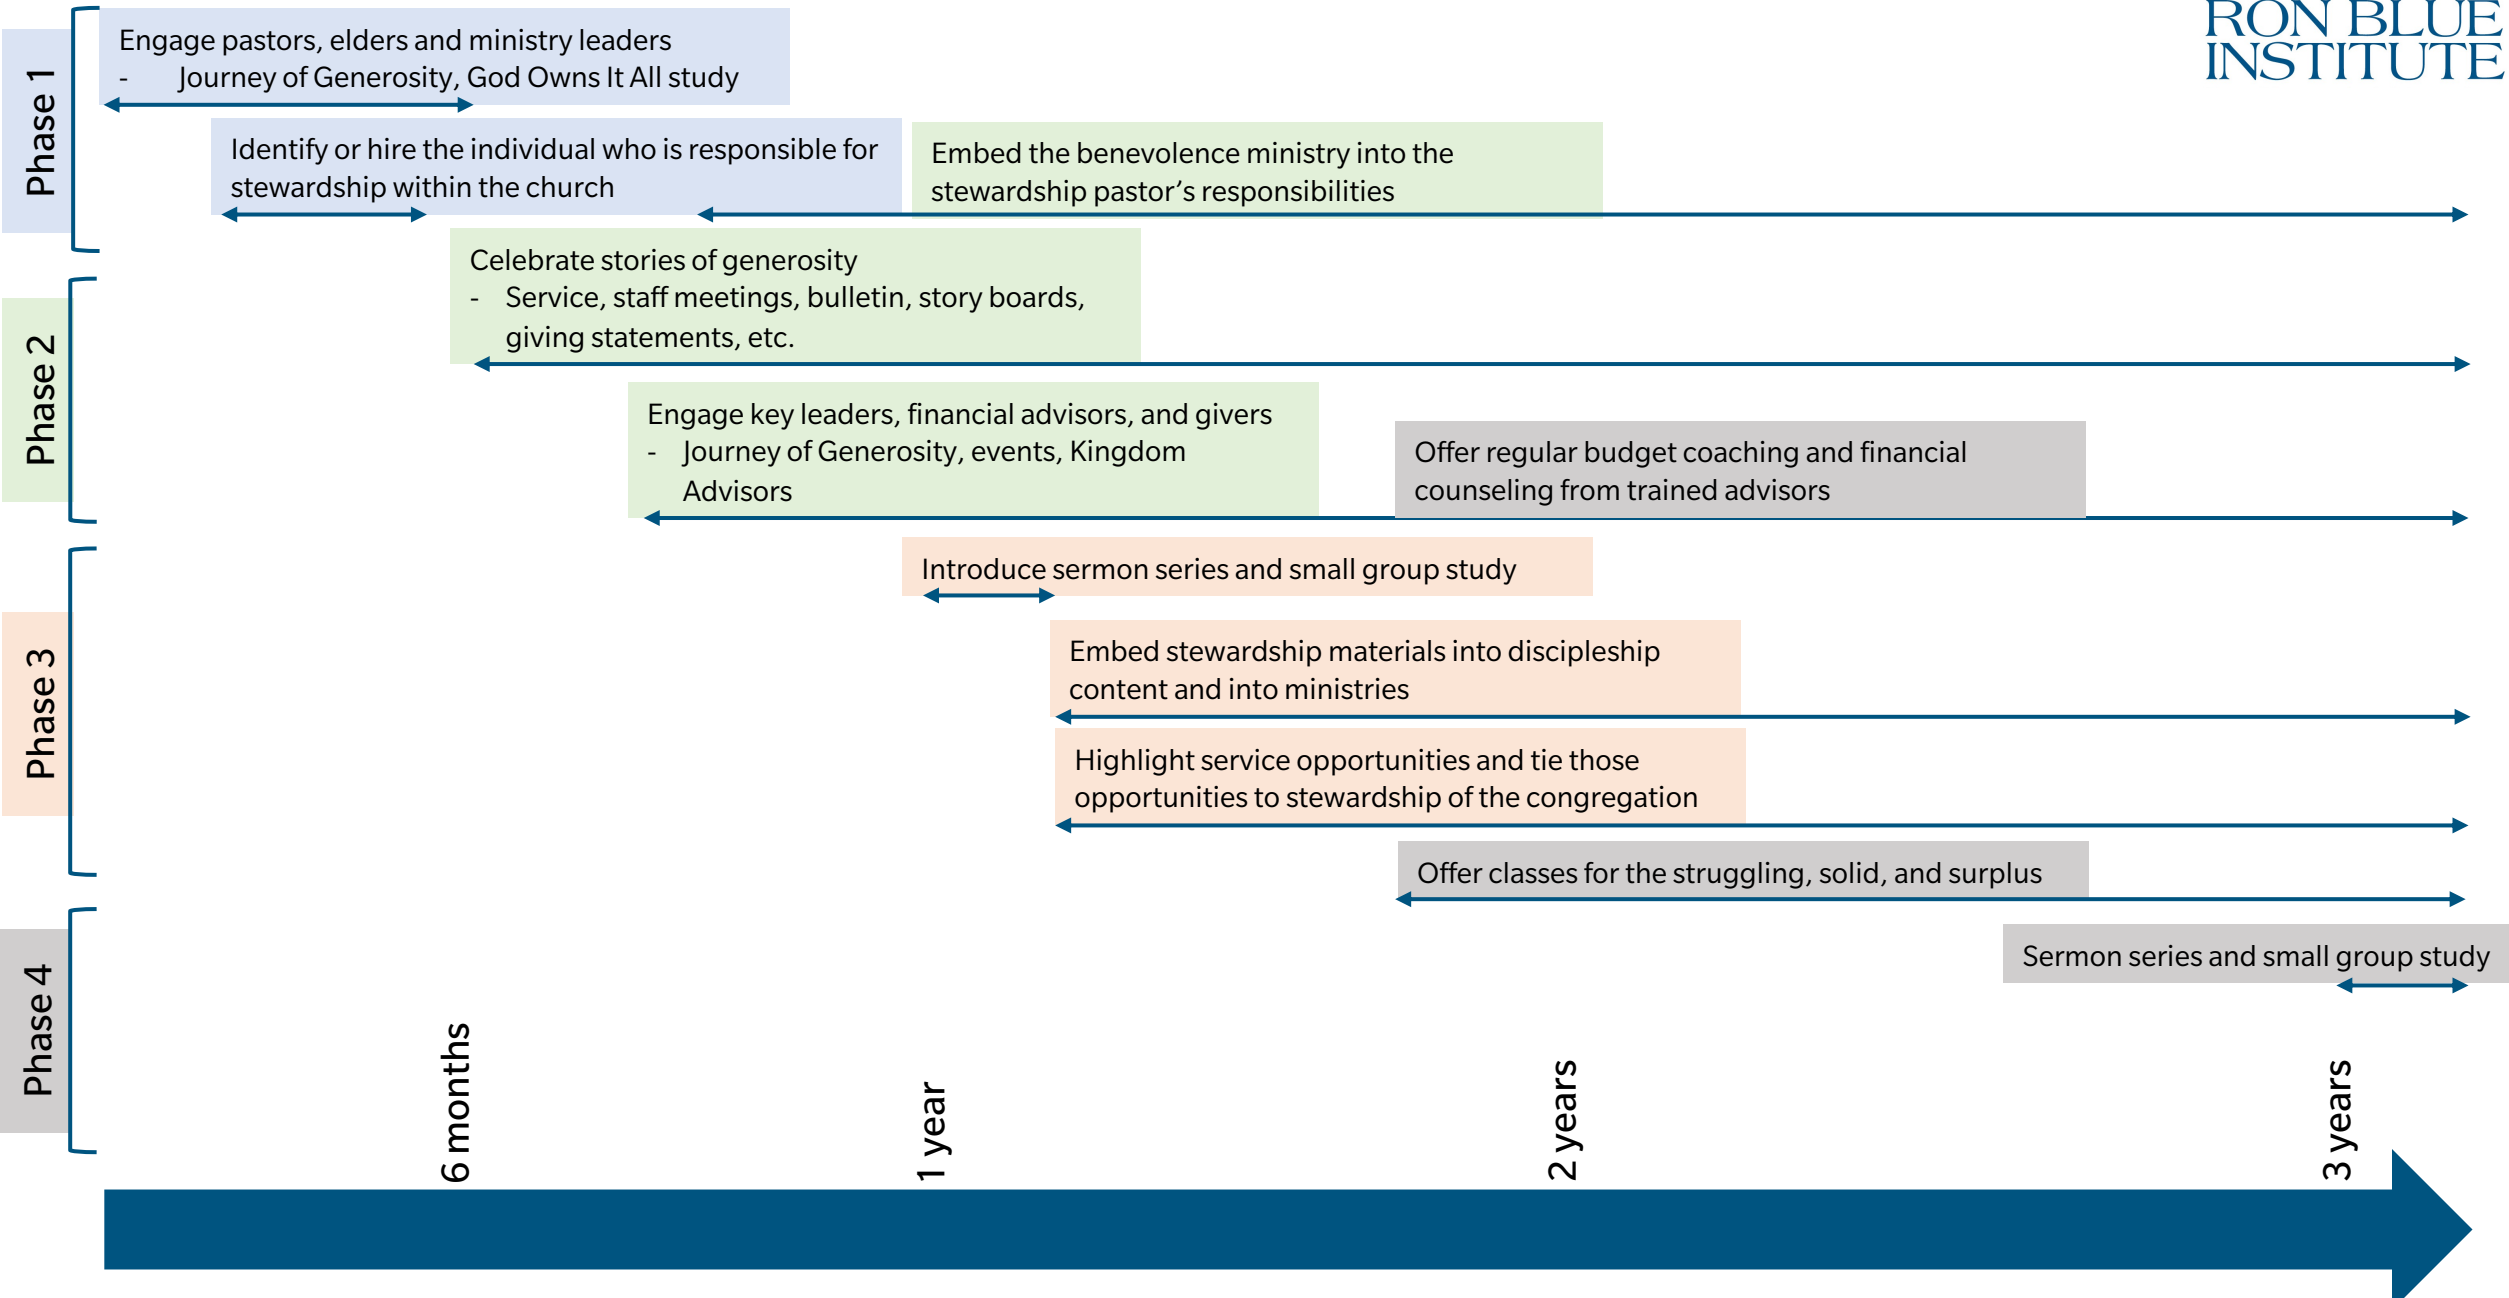 RON BLUE
INSTITUTE
Phase 1
Engage pastors, elders and ministry leaders
- Journey of Generosity, God Owns It All study
Identify or hire the individual who is responsible for
stewardship within the church
Embed the benevolence ministry into the
stewardship pastor’s responsibilities
Phase 2
Celebrate stories of generosity
- Service, staff meetings, bulletin, story boards,
giving statements, etc.
Engage key leaders, financial advisors, and givers
- Journey of Generosity, events, Kingdom
Advisors
Offer regular budget coaching and financial
counseling from trained advisors
Phase 3
Introduce sermon series and small group study
Embed stewardship materials into discipleship
content and into ministries
Highlight service opportunities and tie those
opportunities to stewardship of the congregation
Offer classes for the struggling, solid, and surplus
Phase 4
Sermon series and small group study
6 months
1 year
2 years
3 years